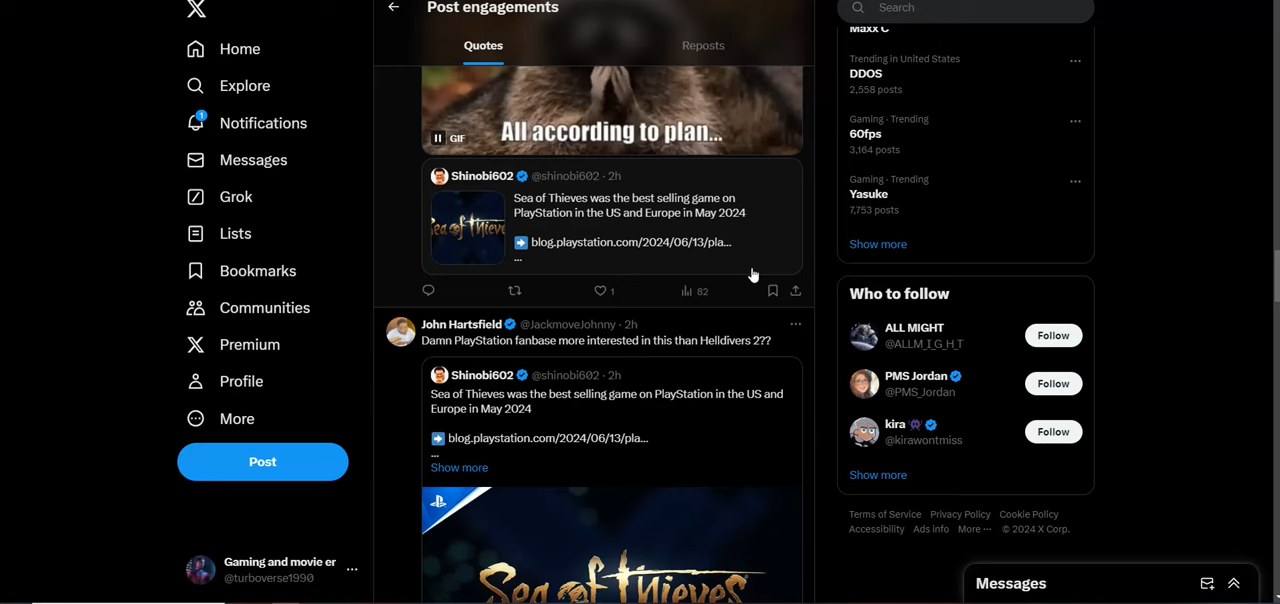 Home
Explore
1
Notifications
Messages
Grok
Lists
Bookmarks
Communities
Premium
Profile
More
Post
Gaming and movie er
@turboverse1990
Post engagements
Quotes
Reposts
GIF
All according to plan...
Shinobi602 @shinobi602 · 2h
Sea of Thieves was the best selling game on
PlayStation in the US and Europe in May 2024
blog.playstation.com/2024/06/13/pla...
...
Sea of Thieve
1
82
John Hartsfield @JackmoveJohnny · 2h
Damn PlayStation fanbase more interested in this than Helldivers 2???
Shinobi602 @shinobi602 · 2h
Sea of Thieves was the best selling game on PlayStation in the US and
Europe in May 2024
blog.playstation.com/2024/06/13/pla...
...
Show more
Sea of Thieves
Search
Maxx C
Trending in United States
DDOS
2,558 posts
Gaming · Trending
60fps
3,164 posts
Gaming · Trending
Yasuke
7,753 posts
Show more
Who to follow
ALL MIGHT
@ALLM_I_G_H_T
Follow
PMS Jordan
@PMS_Jordan
Follow
kira
@kirawontmiss
Follow
Show more
Terms of Service Privacy Policy Cookie Policy
Accessibility Ads info More ··· © 2024 X Corp.
Messages